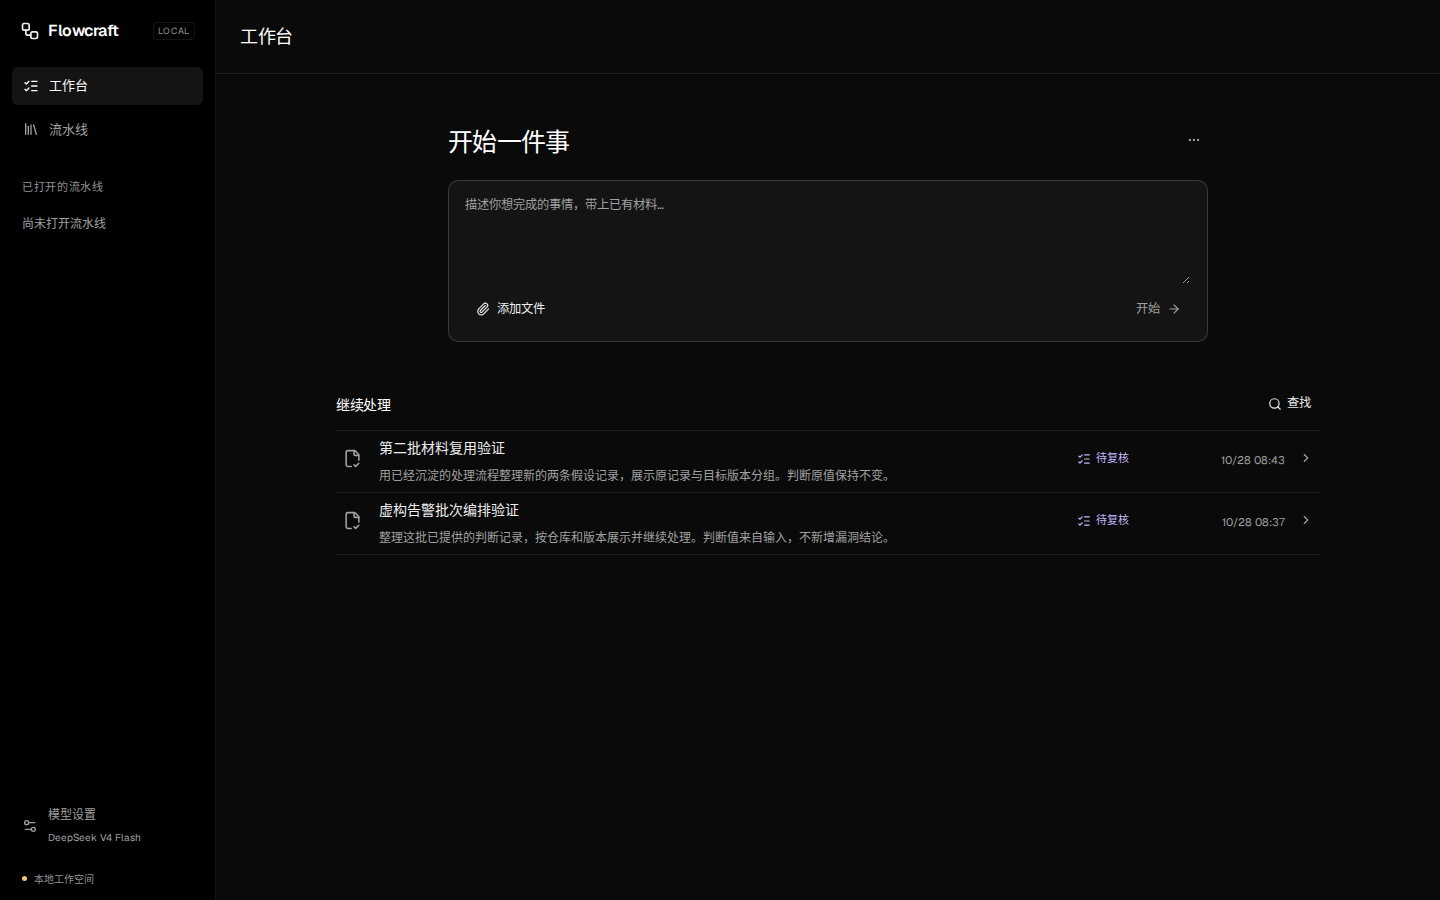 Flowcraft
LOCAL
工作台
流水线
已打开的流水线
尚未打开流水线
模型设置
DeepSeek V4 Flash
本地工作空间
工作台
开始一件事
描述你想完成的事情，带上已有材料…
添加文件
开始
继续处理
查找
第二批材料复用验证
用已经沉淀的处理流程整理新的两条假设记录，展示原记录与目标版本分组。判断原值保持不变。
待复核
10/28 08:43
虚构告警批次编排验证
整理这批已提供的判断记录，按仓库和版本展示并继续处理。判断值来自输入，不新增漏洞结论。
待复核
10/28 08:37